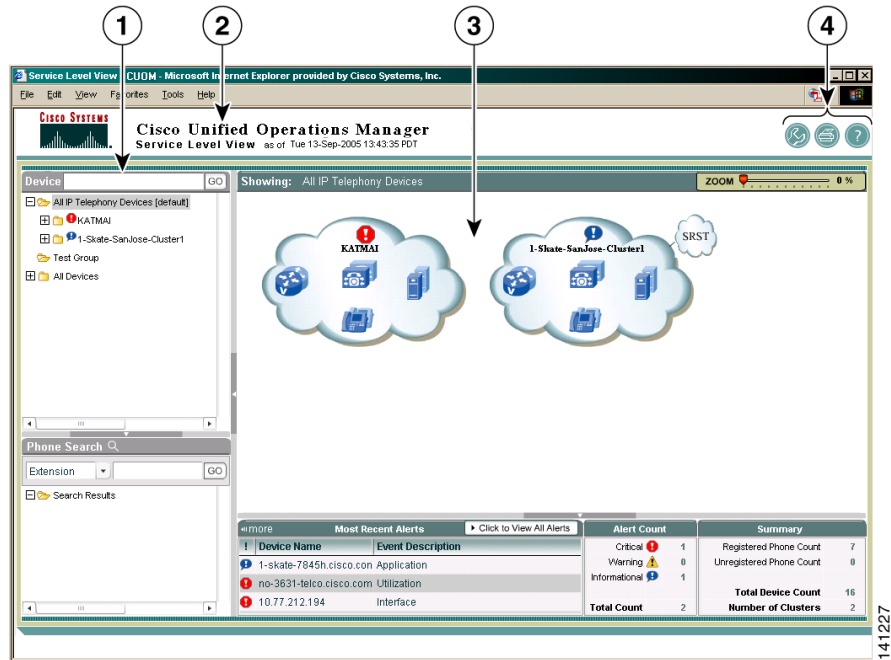 1 2 3 4
Service Level View CUOM - Microsoft Internet Explorer provided by Cisco Systems, Inc.
File Edit View Favorites Tools Help
CISCO SYSTEMS
Cisco Unified Operations Manager
Service Level View as of Tue 13-Sep-2005 13:43:35 PDT
?
Device GO
All IP Telephony Devices [default]
KATMAI
1-Skate-SanJose-Cluster1
Test Group
All Devices
Showing: All IP Telephony Devices
ZOOM 0 %
KATMAI
1-Skate-SanJose-Cluster1
SRST
Phone Search
Extension GO
Search Results
more Most Recent Alerts Click to View All Alerts
! Device Name Event Description
1-skate-7845h.cisco.con Application
no-3631-telco.cisco.com Utilization
10.77.212.194 Interface
Alert Count
Critical 1
Warning 0
Informational 1
Total Count 2
Summary
Registered Phone Count 7
Unregistered Phone Count 0
Total Device Count 16
Number of Clusters 2
141227